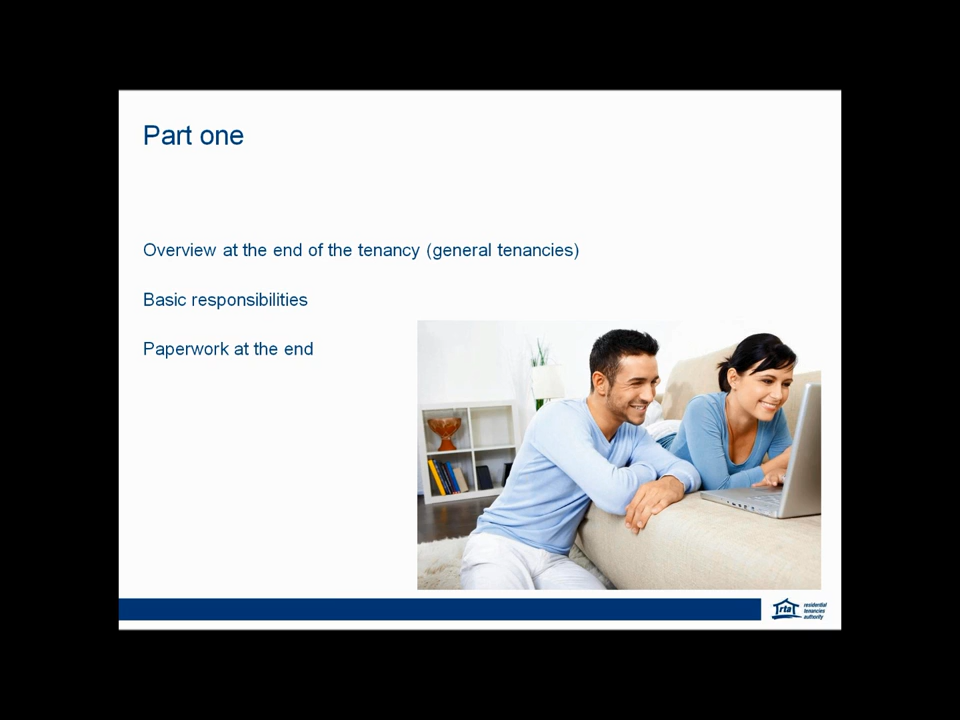 Part one
Overview at the end of the tenancy (general tenancies)
Basic responsibilities
Paperwork at the end
rta
residential
tenancies
authority